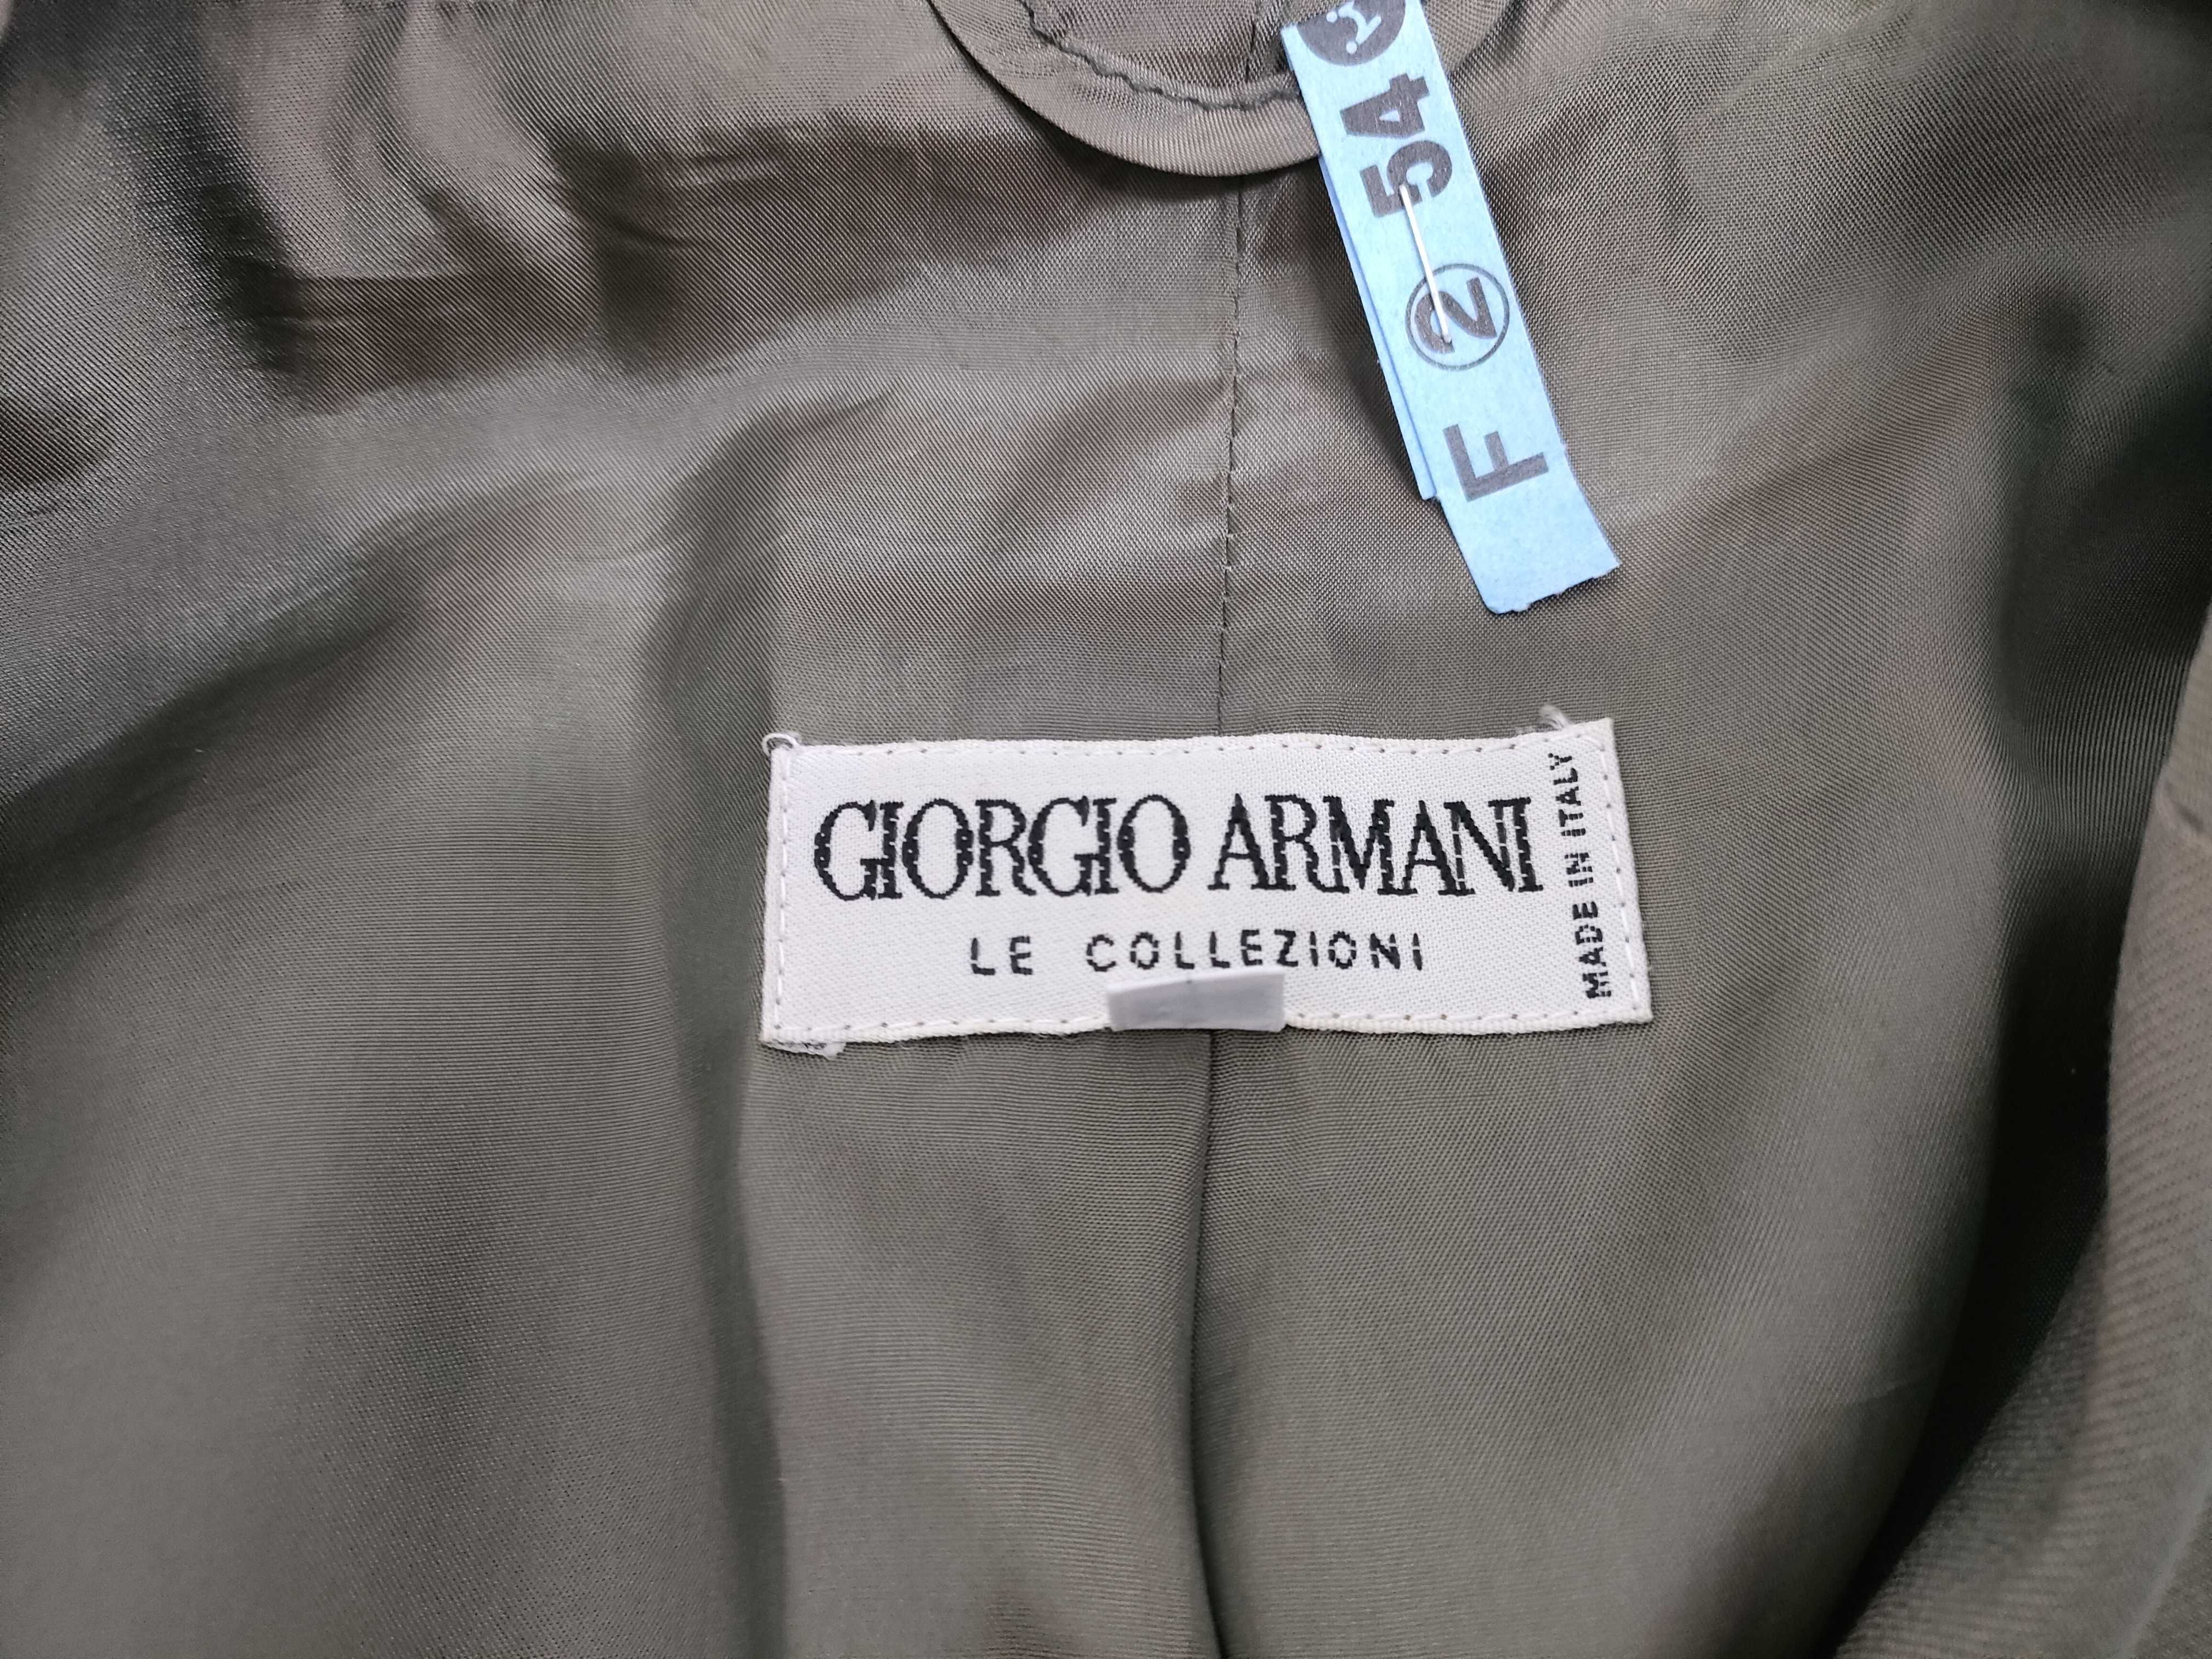 54
F ②
GIORGIO ARMANI
LE COLLEZIONI
MADE IN ITALY